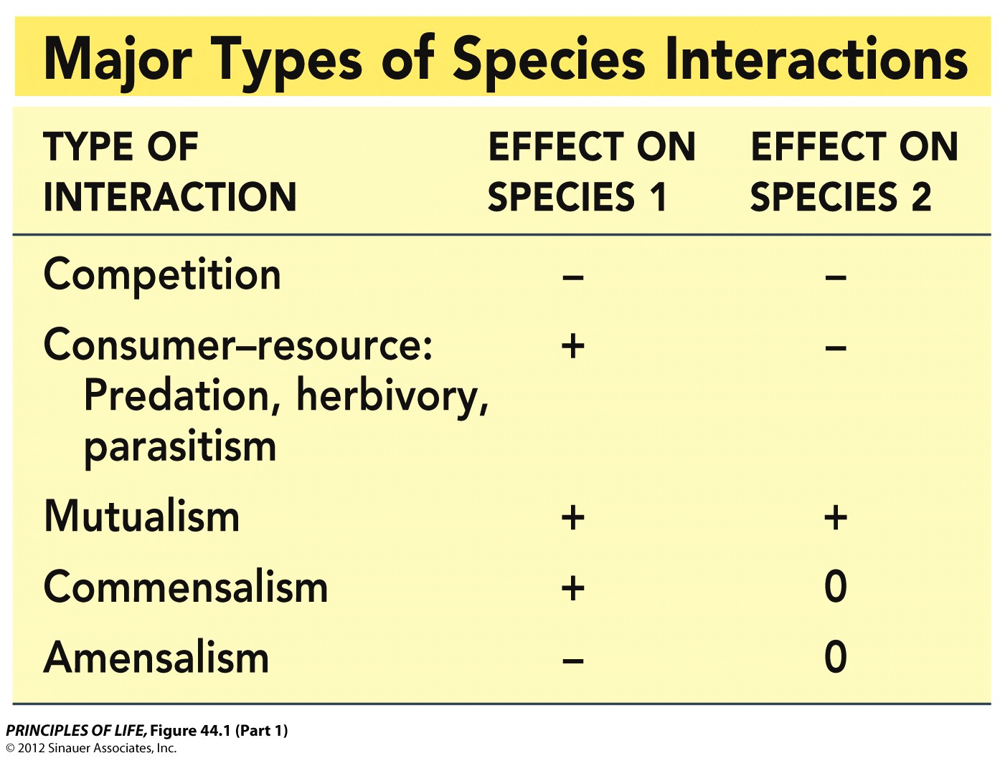 Major Types of Species Interactions
TYPE OF INTERACTION EFFECT ON SPECIES 1 EFFECT ON SPECIES 2
Competition – –
Consumer–resource: + –
Predation, herbivory,
parasitism
Mutualism + +
Commensalism + 0
Amensalism – 0
PRINCIPLES OF LIFE, Figure 44.1 (Part 1)
© 2012 Sinauer Associates, Inc.